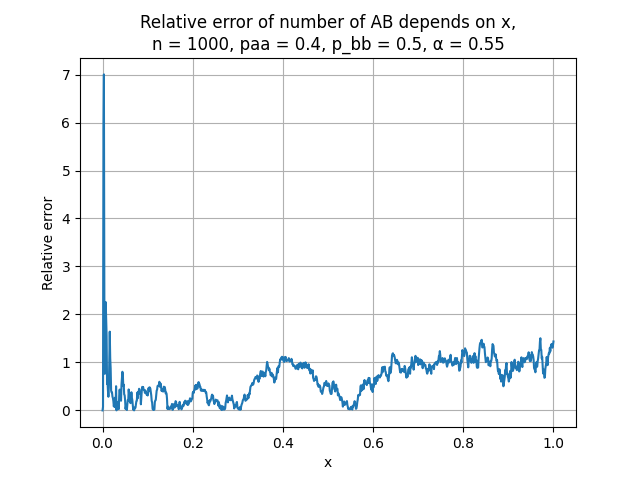 Relative error of number of AB depends on x,
n = 1000, paa = 0.4, p_bb = 0.5, α = 0.55
Relative error
7
6
5
4
3
2
1
0
0.0 0.2 0.4 0.6 0.8 1.0
x